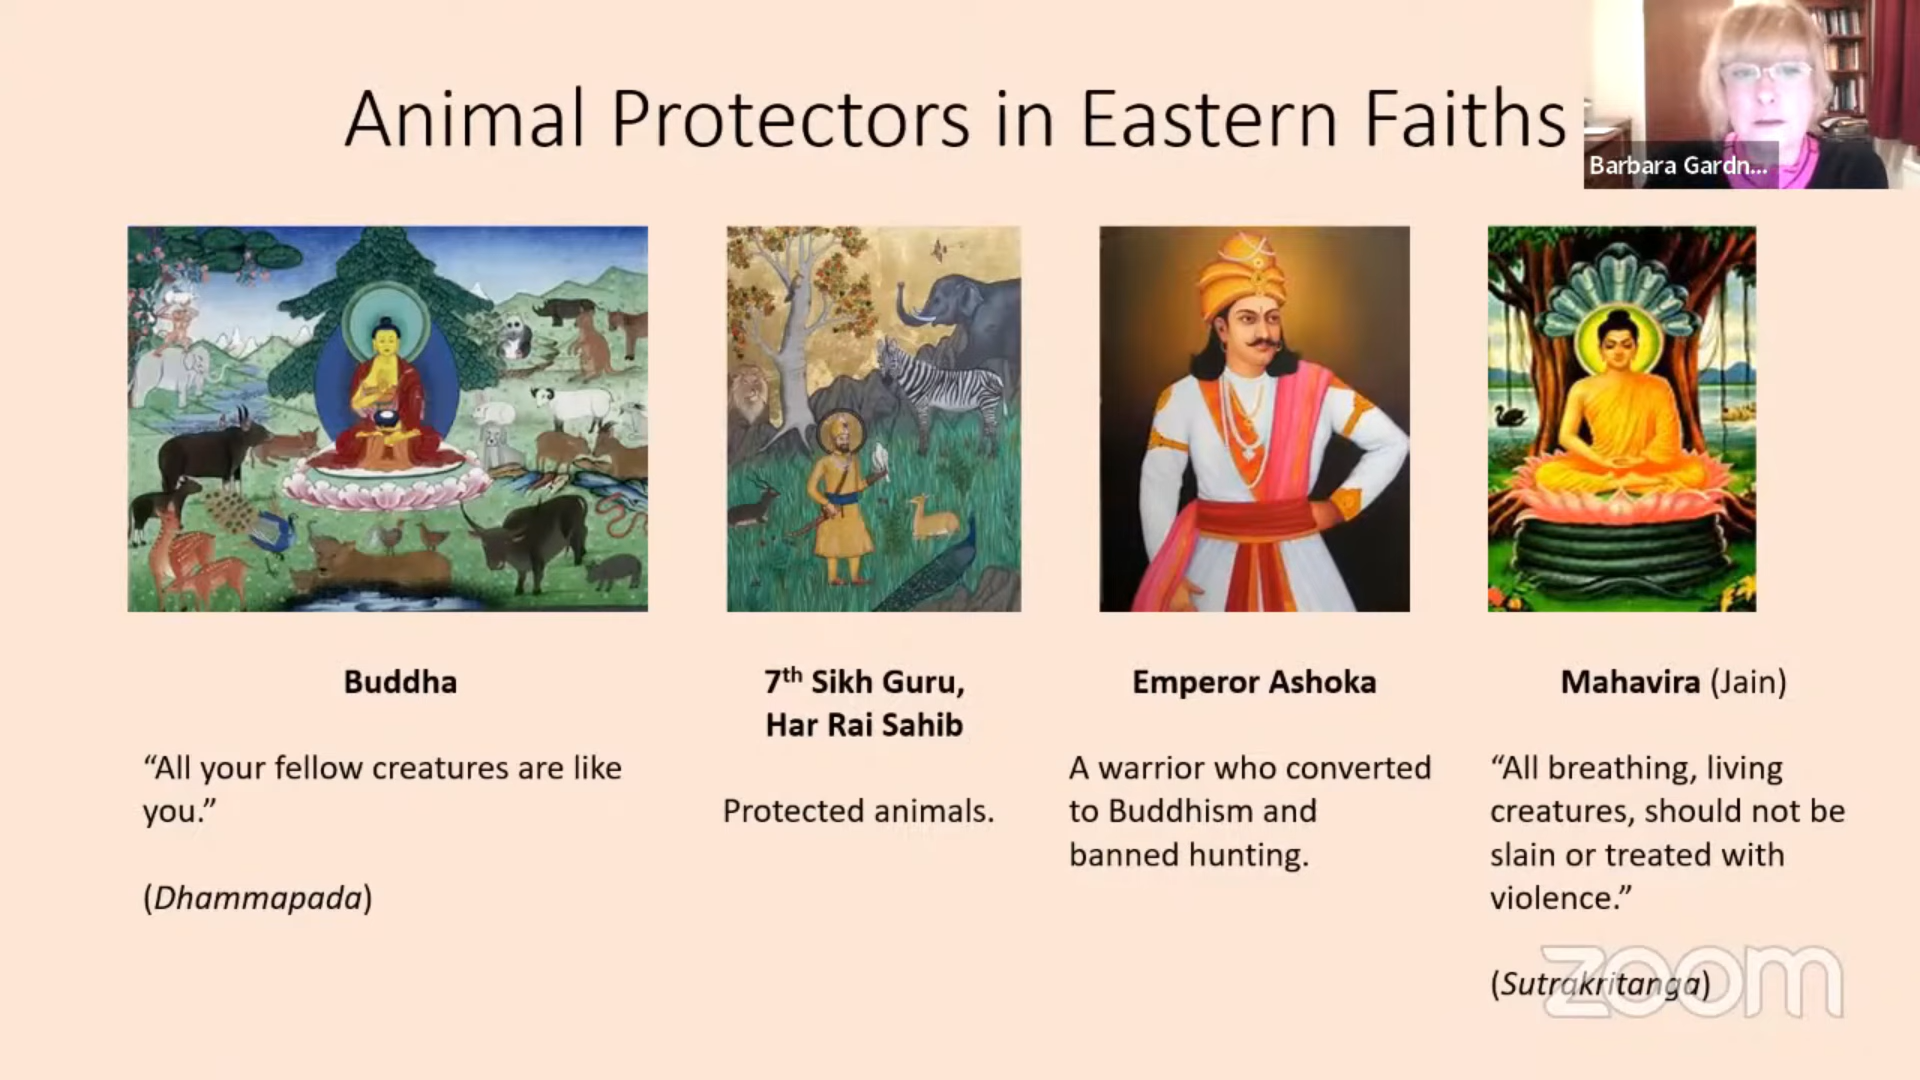 Animal Protectors in Eastern Faiths
Barbara Gardn...
Buddha
“All your fellow creatures are like
you.”
(Dhammapada)
7th Sikh Guru,
Har Rai Sahib
Protected animals.
Emperor Ashoka
A warrior who converted
to Buddhism and
banned hunting.
Mahavira (Jain)
“All breathing, living
creatures, should not be
slain or treated with
violence.”
(Sutrakritanga)
zoom